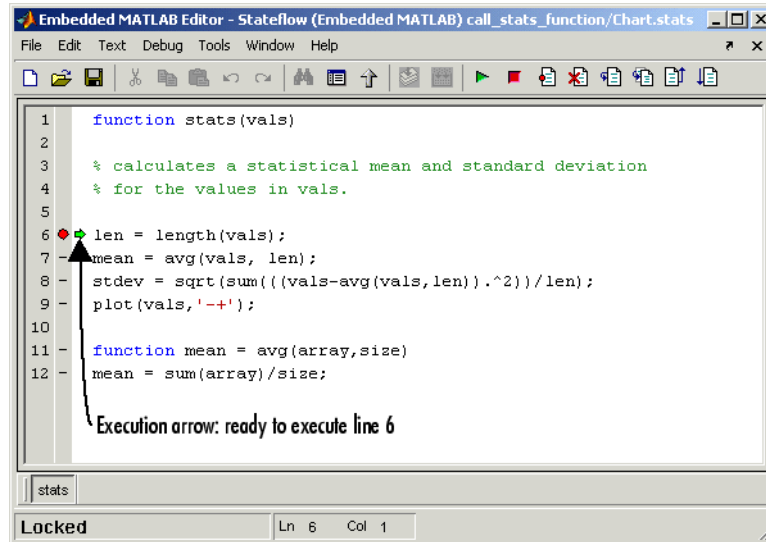 Embedded MATLAB Editor - Stateflow (Embedded MATLAB) call_stats_function/Chart.stats
File Edit Text Debug Tools Window Help
1 function stats(vals)
2
3 % calculates a statistical mean and standard deviation
4 % for the values in vals.
5
6 len = length(vals);
7 - mean = avg(vals, len);
8 - stdev = sqrt(sum(((vals-avg(vals,len)).^2))/len);
9 - plot(vals,'-+');
10
11 - function mean = avg(array,size)
12 - mean = sum(array)/size;
Execution arrow: ready to execute line 6
stats
Locked Ln 6 Col 1